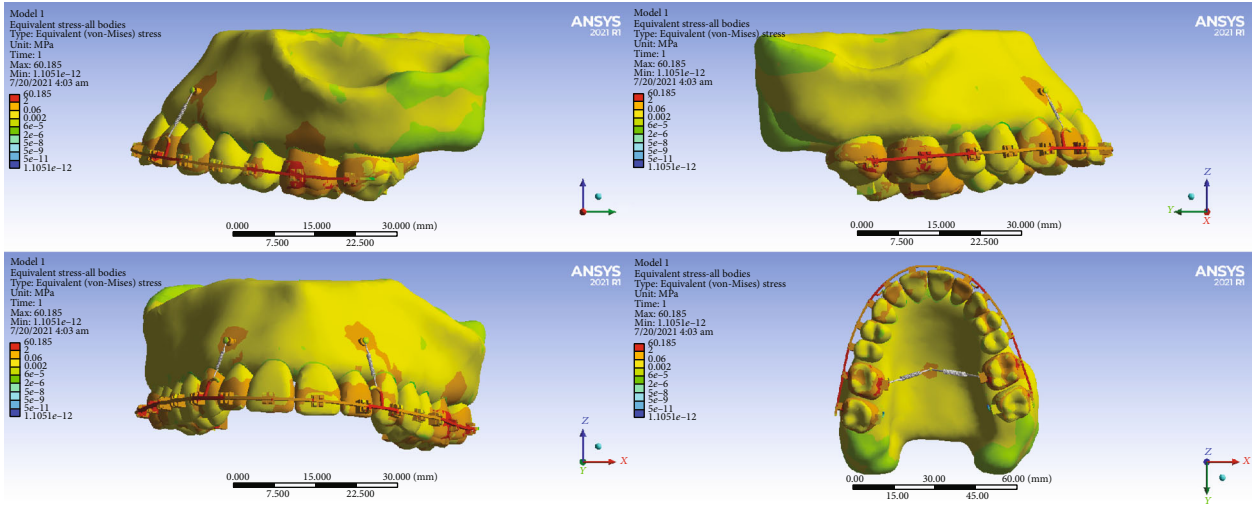 Model 1
Equivalent stress-all bodies
Type: Equivalent (von-Mises) stress
Unit: MPa
Time: 1
Max: 60.185
Min: 1.1051e−12
7/20/2021 4:03 am
60.185
2
0.06
0.002
6e−5
2e−6
5e−8
5e−9
5e−11
1.1051e−12
ANSYS
2021 R1
0.000 15.000 30.000 (mm)
7.500 22.500
Model 1
Equivalent stress-all bodies
Type: Equivalent (von-Mises) stress
Unit: MPa
Time: 1
Max: 60.185
Min: 1.1051e−12
7/20/2021 4:03 am
60.185
2
0.06
0.002
6e−5
2e−6
5e−8
5e−9
5e−11
1.1051e−12
ANSYS
2021 R1
0.000 15.000 30.000 (mm)
7.500 22.500
Z
Y
X
Model 1
Equivalent stress-all bodies
Type: Equivalent (von-Mises) stress
Unit: MPa
Time: 1
Max: 60.185
Min: 1.1051e−12
7/20/2021 4:03 am
60.185
2
0.06
0.002
6e−5
2e−6
5e−8
5e−9
5e−11
1.1051e−12
ANSYS
2021 R1
0.000 15.000 30.000 (mm)
7.500 22.500
Z
Y
X
Model 1
Equivalent stress-all bodies
Type: Equivalent (von-Mises) stress
Unit: MPa
Time: 1
Max: 60.185
Min: 1.1051e−12
7/20/2021 4:03 am
60.185
2
0.06
0.002
6e−5
2e−6
5e−8
5e−9
5e−11
1.1051e−12
ANSYS
2021 R1
0.00 30.00 60.00 (mm)
15.00 45.00
Z
X
Y